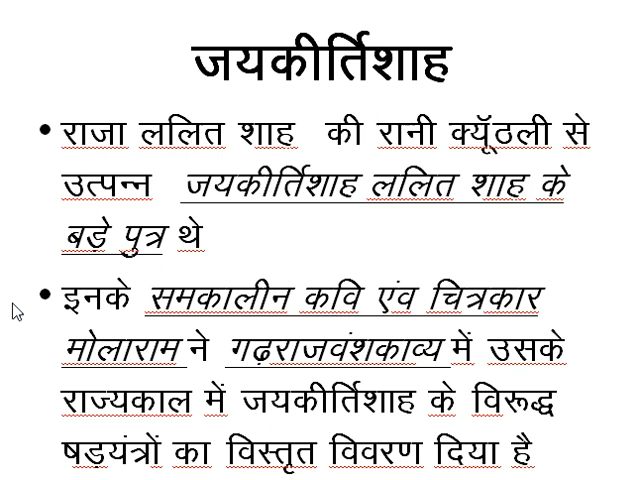 जयकीर्तिशाह
• राजा ललित शाह की रानी क्यूॅठली से
उत्पन्न जयकीर्तिशाह ललित शाह के
बड़े पुत्र थे
• इनके समकालीन कवि एंव चित्रकार
मोलाराम ने गढ़राजवंशकाव्य में उसके
राज्यकाल में जयकीर्तिशाह के विरूद्ध
षड़यंत्रों का विस्तृत विवरण दिया है